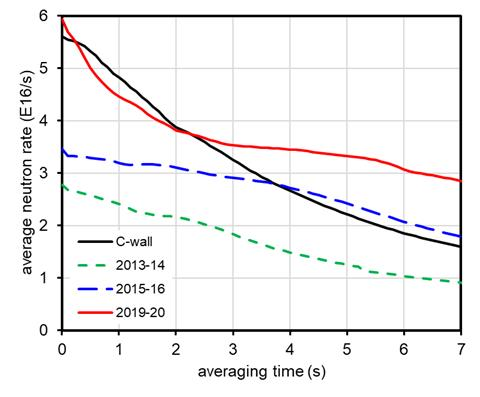 average neutron rate (E16/s)
6
5
4
3
2
1
0
C-wall
2013-14
2015-16
2019-20
0 1 2 3 4 5 6 7
averaging time (s)